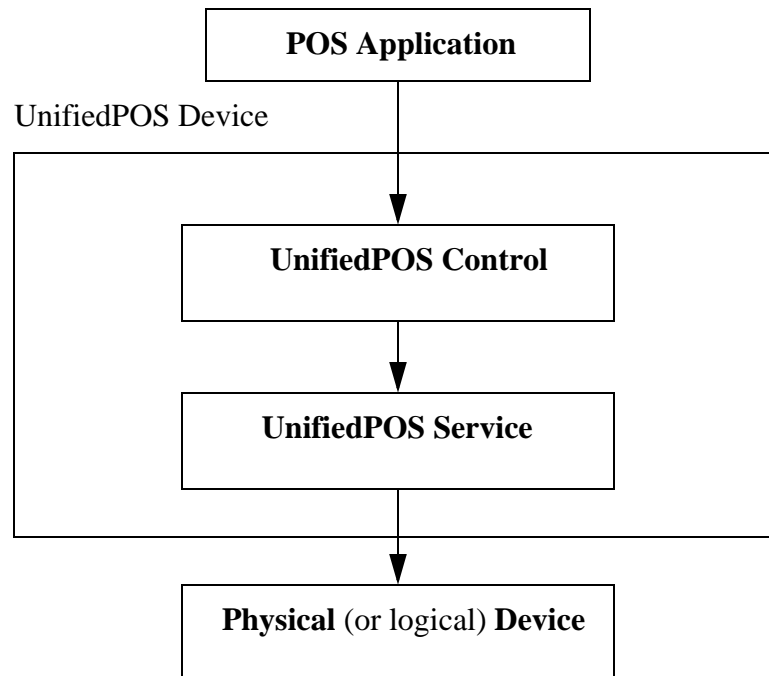 POS Application
UnifiedPOS Device
UnifiedPOS Control
UnifiedPOS Service
Physical (or logical) Device